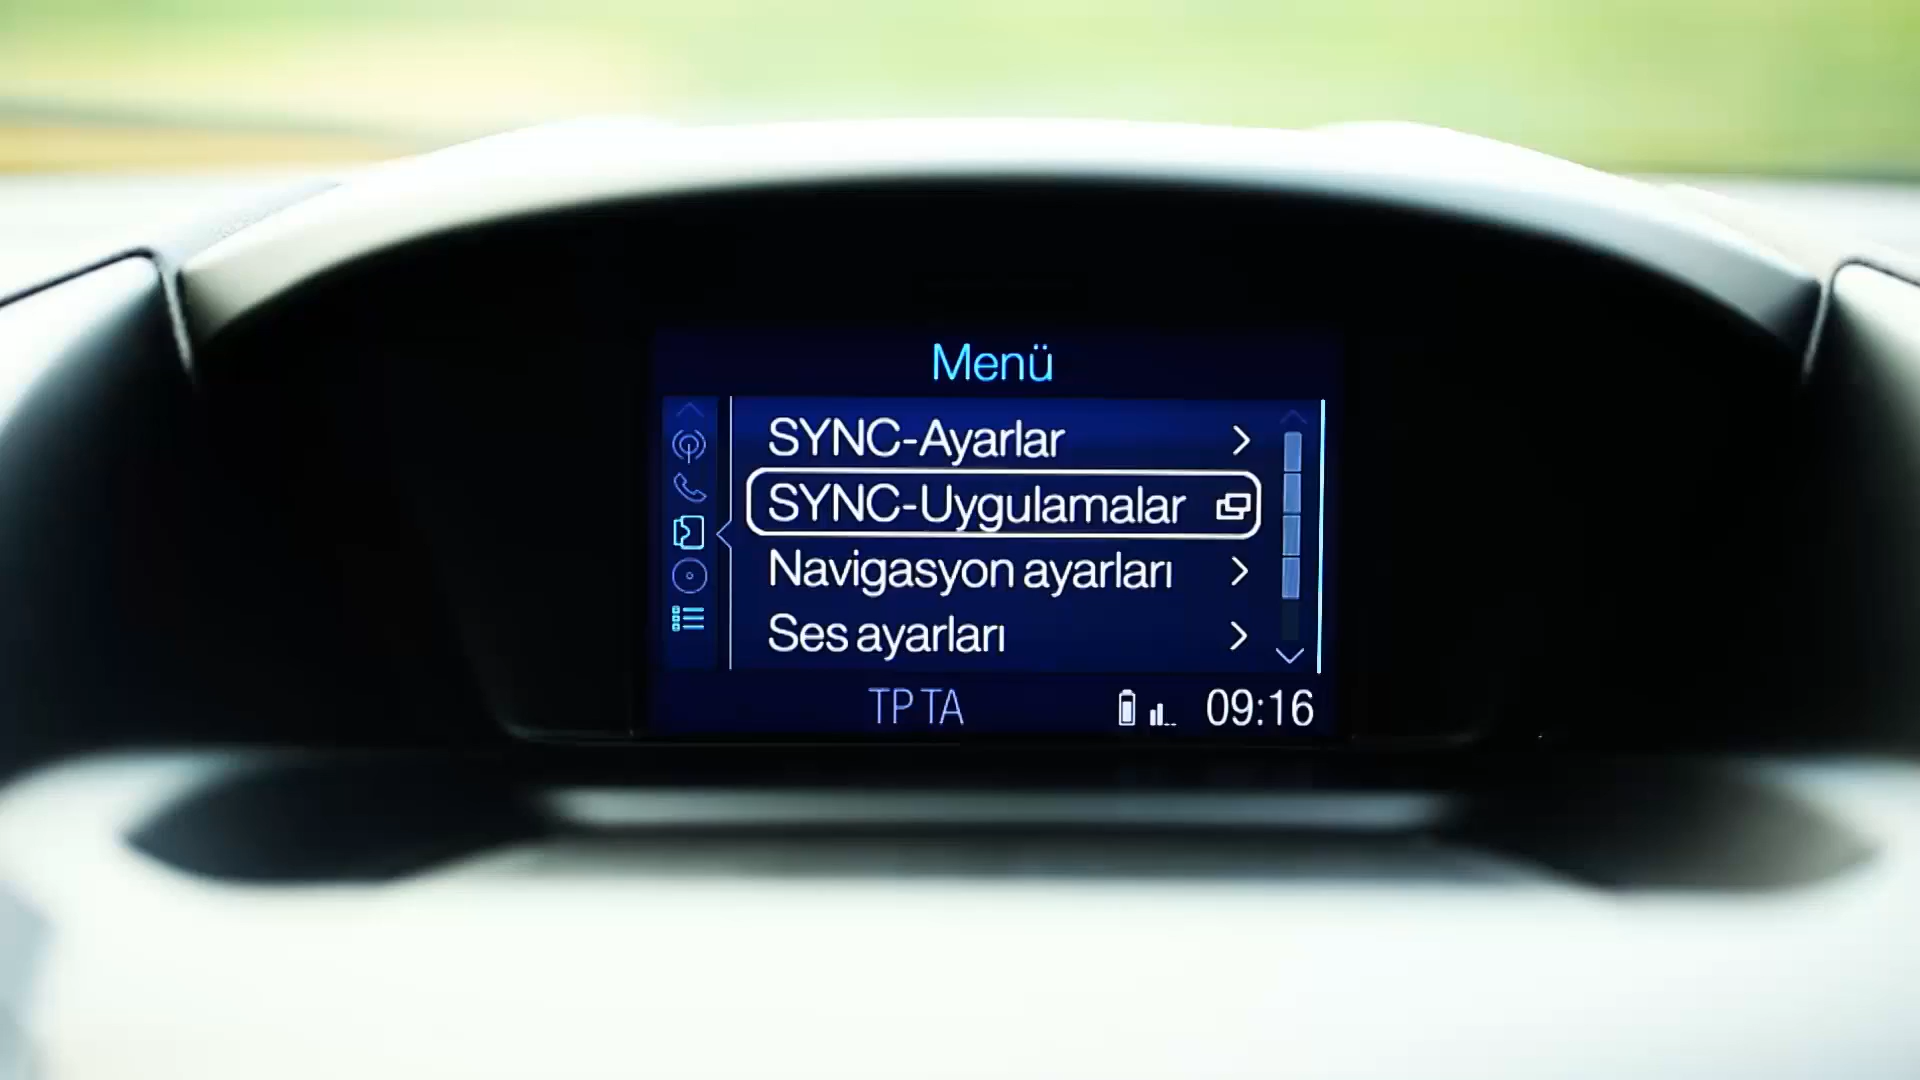 Menü
SYNC-Ayarlar
SYNC-Uygulamalar
Navigasyon ayarları
Ses ayarları
TP TA 09:16